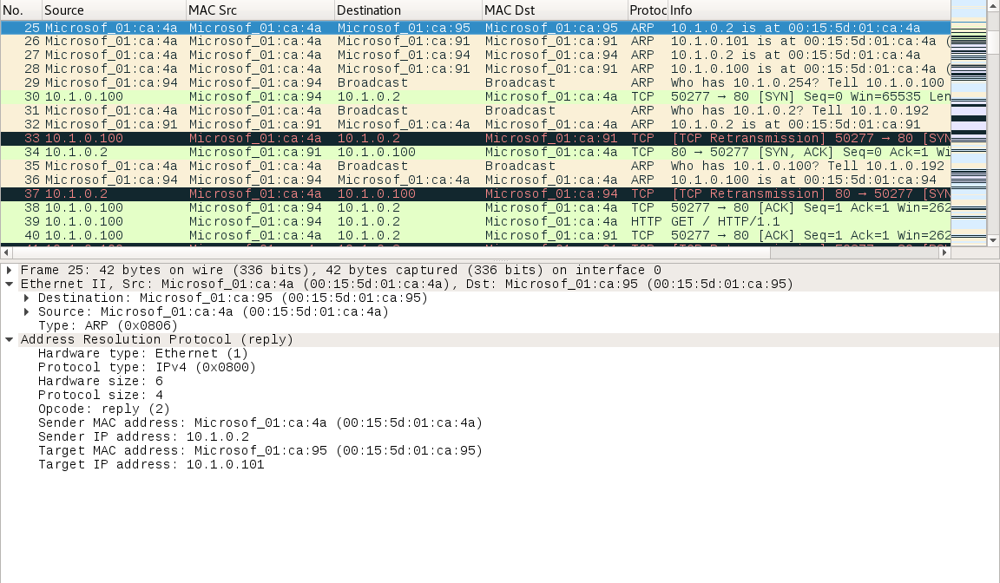 No. Source MAC Src Destination MAC Dst Protoc Info
25 Microsof_01:ca:4a Microsof_01:ca:4a Microsof_01:ca:95 Microsof_01:ca:95 ARP 10.1.0.2 is at 00:15:5d:01:ca:4a
26 Microsof_01:ca:4a Microsof_01:ca:4a Microsof_01:ca:91 Microsof_01:ca:91 ARP 10.1.0.101 is at 00:15:5d:01:ca:4a (
27 Microsof_01:ca:4a Microsof_01:ca:4a Microsof_01:ca:94 Microsof_01:ca:94 ARP 10.1.0.2 is at 00:15:5d:01:ca:4a
28 Microsof_01:ca:4a Microsof_01:ca:4a Microsof_01:ca:91 Microsof_01:ca:91 ARP 10.1.0.100 is at 00:15:5d:01:ca:4a (
29 Microsof_01:ca:94 Microsof_01:ca:94 Broadcast Broadcast ARP Who has 10.1.0.254? Tell 10.1.0.100
30 10.1.0.100 Microsof_01:ca:94 10.1.0.2 Microsof_01:ca:4a TCP 50277 → 80 [SYN] Seq=0 Win=65535 Len
31 Microsof_01:ca:4a Microsof_01:ca:4a Broadcast Broadcast ARP Who has 10.1.0.2? Tell 10.1.0.192
32 Microsof_01:ca:91 Microsof_01:ca:91 Microsof_01:ca:4a Microsof_01:ca:4a ARP 10.1.0.2 is at 00:15:5d:01:ca:91
33 10.1.0.100 Microsof_01:ca:4a 10.1.0.2 Microsof_01:ca:91 TCP [TCP Retransmission] 50277 → 80 [SYN
34 10.1.0.2 Microsof_01:ca:91 10.1.0.100 Microsof_01:ca:4a TCP 80 → 50277 [SYN, ACK] Seq=0 Ack=1 Wi
35 Microsof_01:ca:4a Microsof_01:ca:4a Broadcast Broadcast ARP Who has 10.1.0.100? Tell 10.1.0.192
36 Microsof_01:ca:94 Microsof_01:ca:94 Microsof_01:ca:4a Microsof_01:ca:4a ARP 10.1.0.100 is at 00:15:5d:01:ca:94
37 10.1.0.2 Microsof_01:ca:4a 10.1.0.100 Microsof_01:ca:94 TCP [TCP Retransmission] 80 → 50277 [SYN
38 10.1.0.100 Microsof_01:ca:94 10.1.0.2 Microsof_01:ca:4a TCP 50277 → 80 [ACK] Seq=1 Ack=1 Win=262
39 10.1.0.100 Microsof_01:ca:94 10.1.0.2 Microsof_01:ca:4a HTTP GET / HTTP/1.1
40 10.1.0.100 Microsof_01:ca:4a 10.1.0.2 Microsof_01:ca:91 TCP 50277 → 80 [ACK] Seq=1 Ack=1 Win=262
Frame 25: 42 bytes on wire (336 bits), 42 bytes captured (336 bits) on interface 0
Ethernet II, Src: Microsof_01:ca:4a (00:15:5d:01:ca:4a), Dst: Microsof_01:ca:95 (00:15:5d:01:ca:95)
Destination: Microsof_01:ca:95 (00:15:5d:01:ca:95)
Source: Microsof_01:ca:4a (00:15:5d:01:ca:4a)
Type: ARP (0x0806)
Address Resolution Protocol (reply)
Hardware type: Ethernet (1)
Protocol type: IPv4 (0x0800)
Hardware size: 6
Protocol size: 4
Opcode: reply (2)
Sender MAC address: Microsof_01:ca:4a (00:15:5d:01:ca:4a)
Sender IP address: 10.1.0.2
Target MAC address: Microsof_01:ca:95 (00:15:5d:01:ca:95)
Target IP address: 10.1.0.101